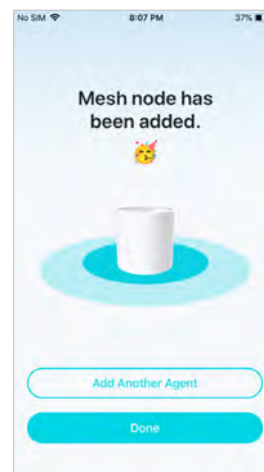 No SIM 8:07 PM 37%
Mesh node has
been added.
Add Another Agent
Done